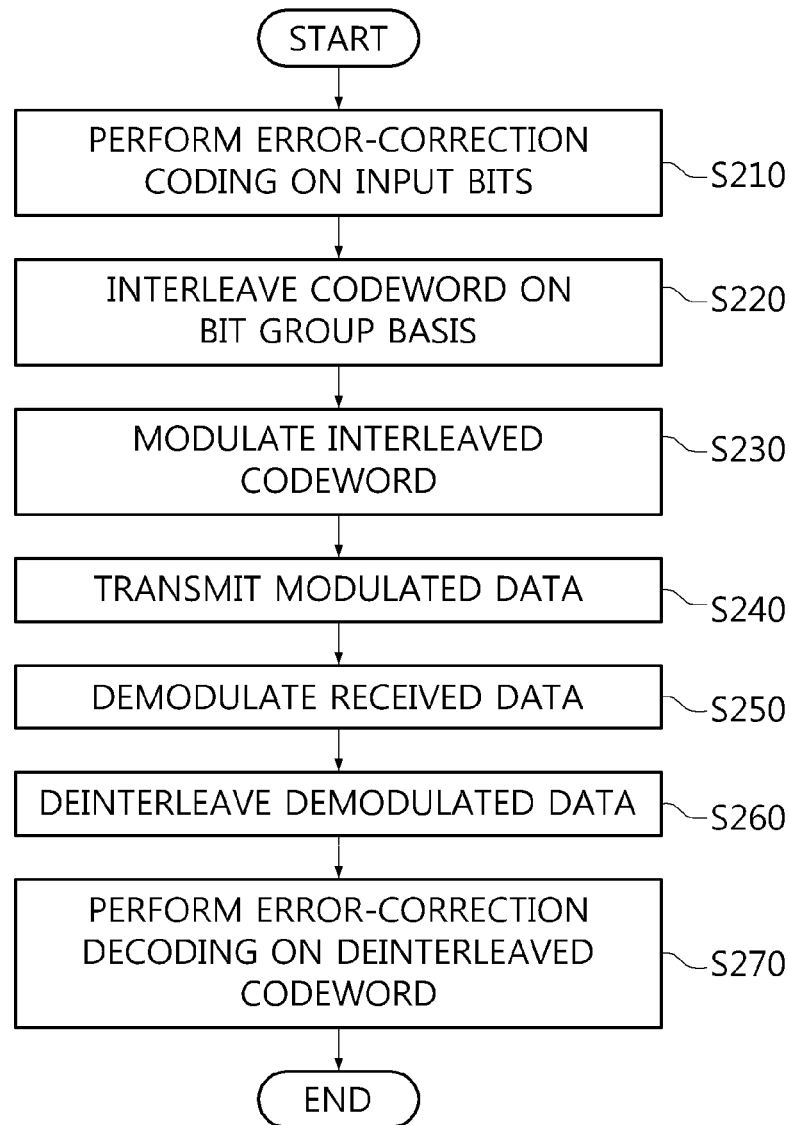 START
PERFORM ERROR-CORRECTION
CODING ON INPUT BITS
S210
INTERLEAVE CODEWORD ON
BIT GROUP BASIS
S220
MODULATE INTERLEAVED
CODEWORD
S230
TRANSMIT MODULATED DATA
S240
DEMODULATE RECEIVED DATA
S250
DEINTERLEAVE DEMODULATED DATA
S260
PERFORM ERROR-CORRECTION
DECODING ON DEINTERLEAVED
CODEWORD
S270
END